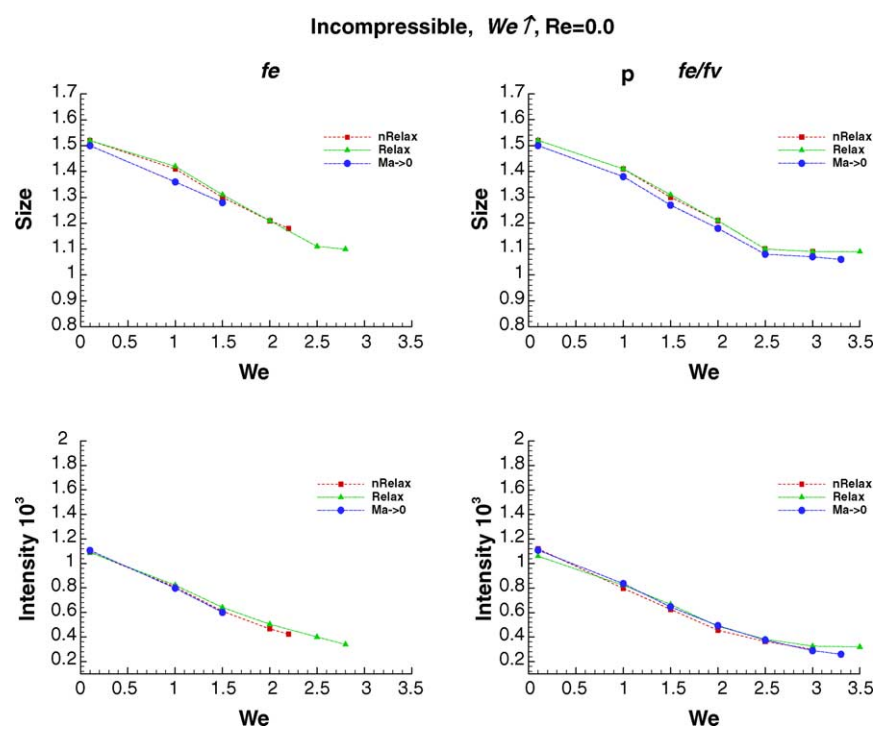 Incompressible, We↑, Re=0.0
fe
p fe/fv
1.7
1.6
1.5
1.4
1.3
1.2
1.1
1
0.9
0.8
Size
nRelax
Relax
Ma->0
0 0.5 1 1.5 2 2.5 3 3.5
We
1.7
1.6
1.5
1.4
1.3
1.2
1.1
1
0.9
0.8
Size
nRelax
Relax
Ma->0
0 0.5 1 1.5 2 2.5 3 3.5
We
2
1.8
1.6
1.4
1.2
1
0.8
0.6
0.4
0.2
Intensity 10³
nRelax
Relax
Ma->0
0 0.5 1 1.5 2 2.5 3 3.5
We
2
1.8
1.6
1.4
1.2
1
0.8
0.6
0.4
0.2
Intensity 10³
nRelax
Relax
Ma->0
0 0.5 1 1.5 2 2.5 3 3.5
We